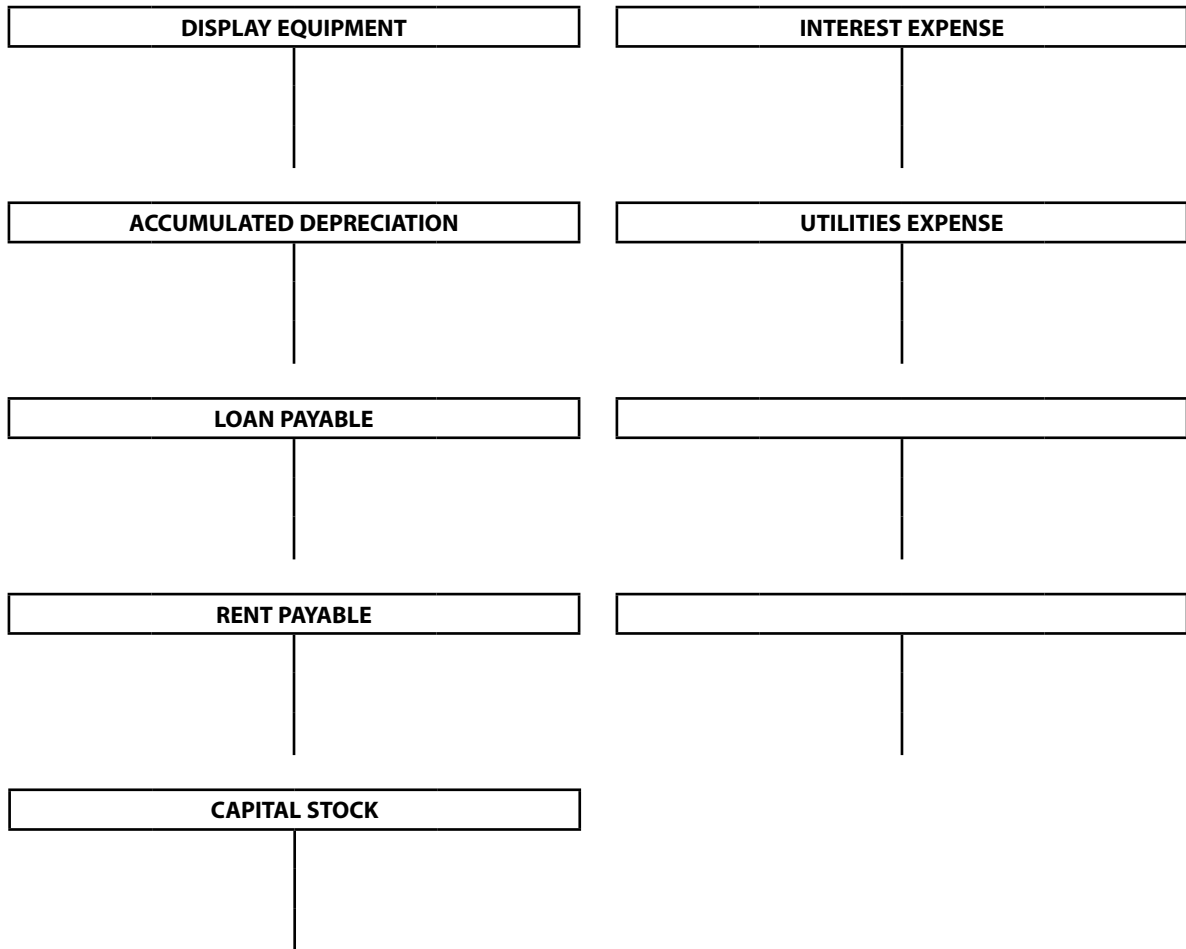 DISPLAY EQUIPMENT
INTEREST EXPENSE
ACCUMULATED DEPRECIATION
UTILITIES EXPENSE
LOAN PAYABLE
RENT PAYABLE
CAPITAL STOCK